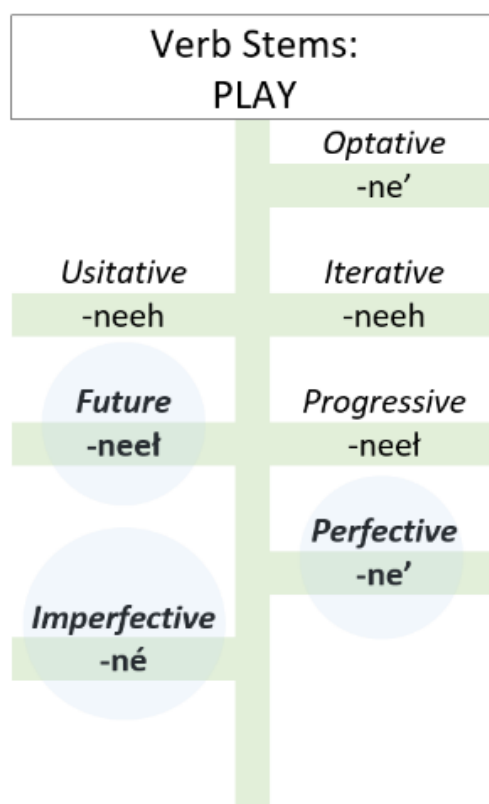 Verb Stems:
PLAY
Optative
-ne’
Usitative
-neeh
Iterative
-neeh
Future
-neeł
Progressive
-neeł
Perfective
-ne’
Imperfective
-né